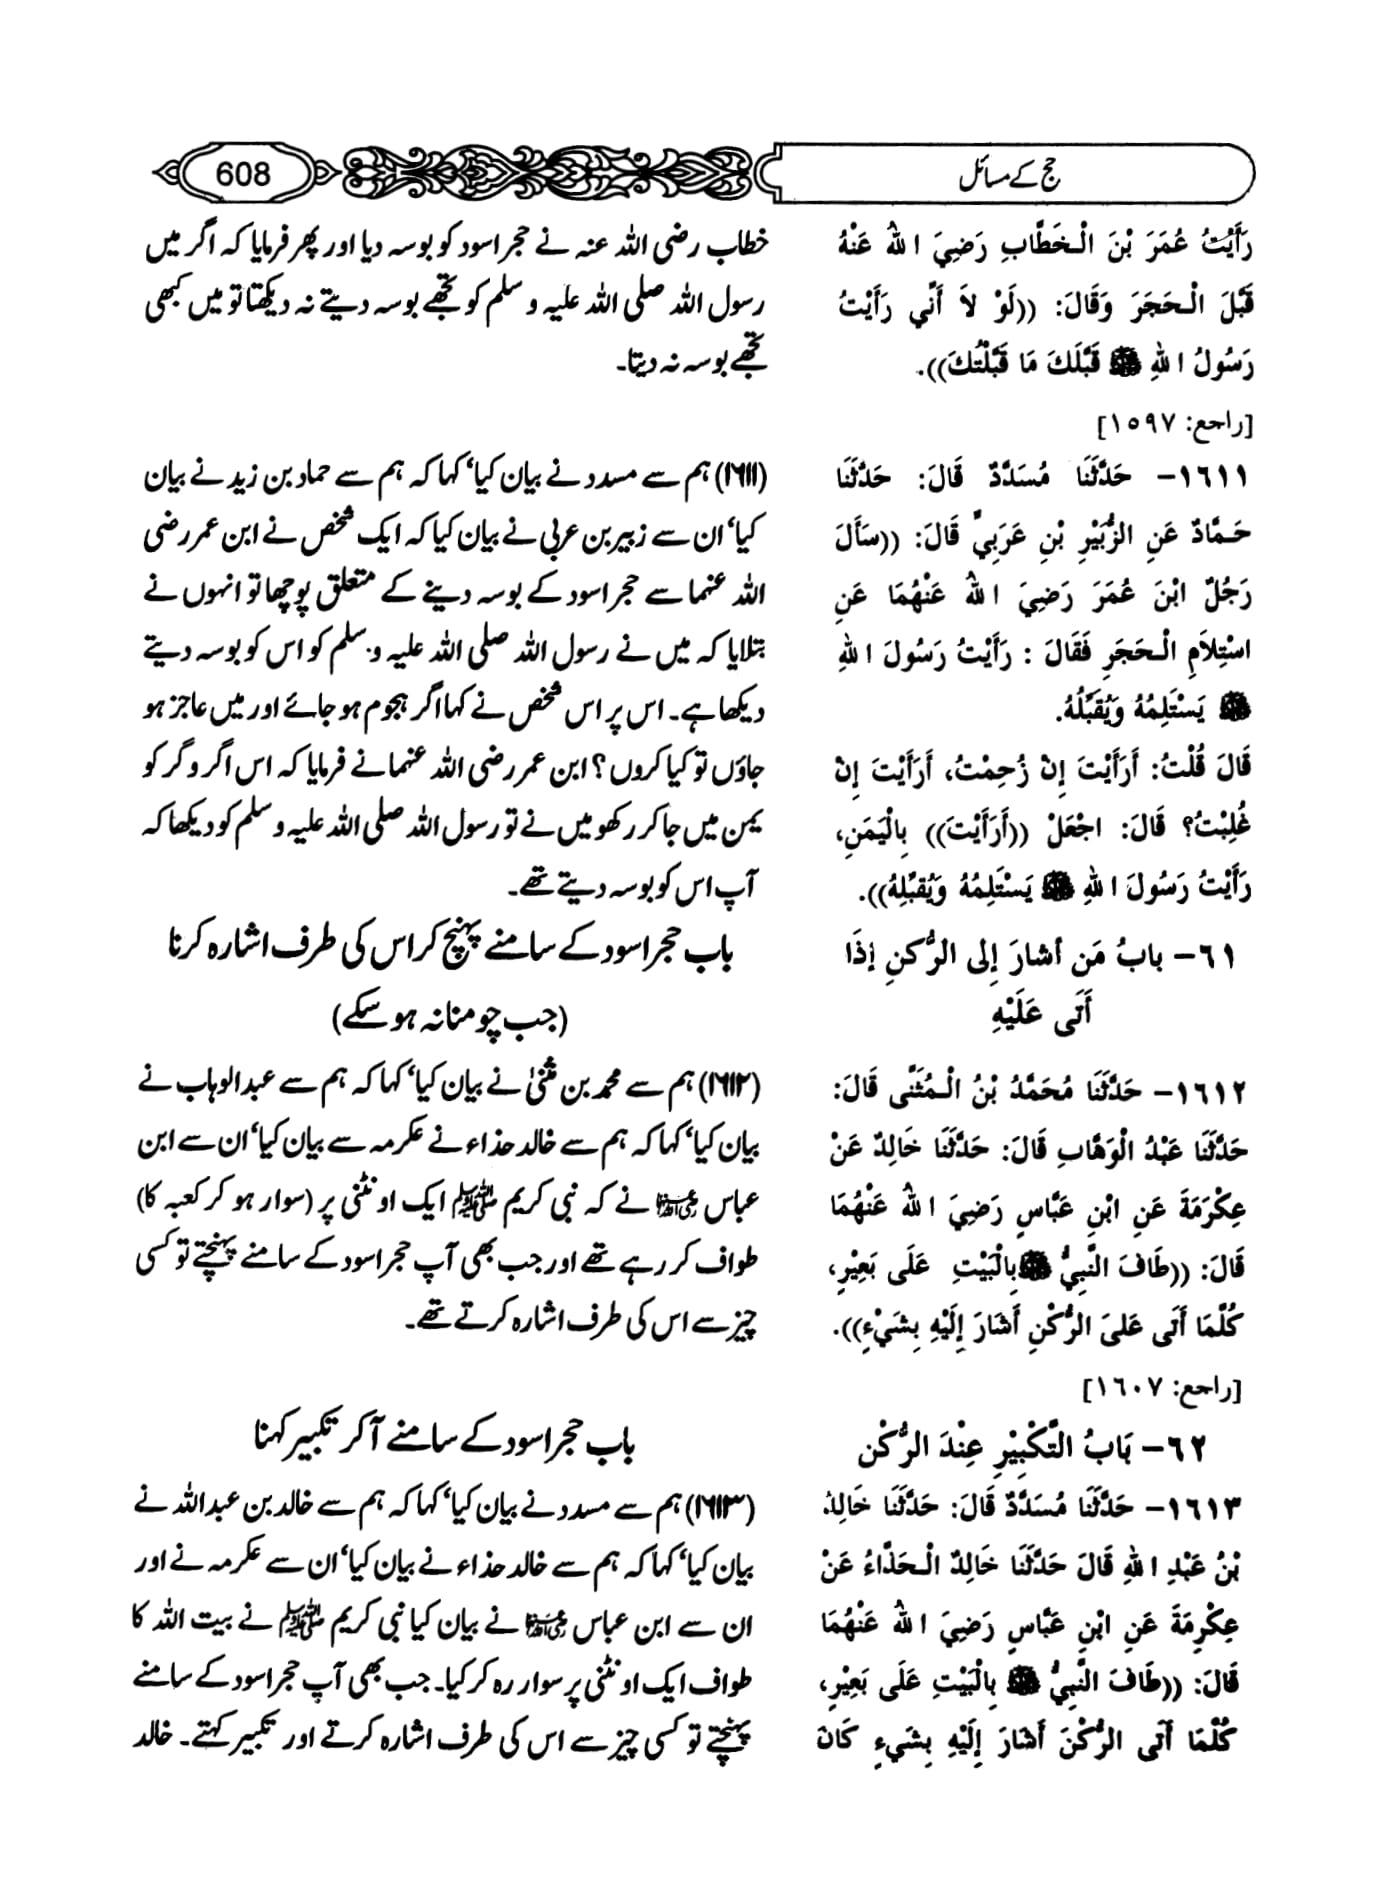 حج کے مسائل
608
رَأَيْتُ عُمَرَ بْنَ الْـخَطَّابِ رَضِيَ اللهُ عَنْهُ
قَبَّلَ الْـحَجَرَ وَقَالَ: ((لَوْ لاَ أَنِّي رَأَيْتُ
رَسُولُ اللهِ ﷺ قَبَّلَكَ مَا قَبَّلْتُكَ)).
[راجع: ١٥٩٧]
١٦١١- حَدَّثَنَا مُسَدَّدٌ قَالَ: حَدَّثَنَا
حَـمَّادٌ عَنِ الزُّبَيْرِ بْنِ عَرَبِيٍّ قَالَ: ((سَأَلَ
رَجُلٌ ابْنَ عُمَرَ رَضِيَ اللهُ عَنْهُمَا عَنِ
اسْتِلاَمِ الْـحَجَرِ فَقَالَ : رَأَيْتُ رَسُولَ اللهِ
ﷺ يَسْتَلِمُهُ وَيُقَبِّلُهُ.
قَالَ قُلْتُ: أَرَأَيْتَ إِنْ زُحِمْتُ، أَرَأَيْتَ إِنْ
غُلِبْتُ؟ قَالَ: اجْعَلْ ((أَرَأَيْتَ)) بِالْيَمَنِ،
رَأَيْتُ رَسُولَ اللهِ ﷺ يَسْتَلِمُهُ وَيُقَبِّلُهُ)).
٦١- بابُ مَن أشارَ إِلى الرُّكنِ إذَا
أَتَى عَلَيْهِ
١٦١٢- حَدَّثَنَا مُحَمَّدُ بْنُ الْـمُثَنَّى قَالَ:
حَدَّثَنَا عَبْدُ الْوَهَّابِ قَالَ: حَدَّثَنَا خَالِدٌ عَنْ
عِكْرَمَةَ عَنِ ابْنِ عَبَّاسٍ رَضِيَ اللهُ عَنْهُمَا
قَالَ: ((طَافَ النَّبِيُّ ﷺ بِالْبَيْتِ عَلَى بَعِيْرٍ،
كُلَّمَا أَتَى عَلىَ الرُّكْنِ أَشَارَ إِلَيْهِ بِشَيْءٍ)).
[راجع: ١٦٠٧]
٦٢- بَابُ التَّكْبِيْرِ عِنْدَ الرُّكْنِ
١٦١٣- حَدَّثَنَا مُسَدَّدٌ قَالَ: حَدَّثَنَا خَالِدُ
بْنُ عَبْدِ اللهِ قَالَ حَدَّثَنَا خَالِدٌ الْـحَذَّاءُ عَنْ
عِكْرِمَةَ عَنِ ابْنِ عَبَّاسٍ رَضِيَ اللهُ عَنْهُمَا
قَالَ: ((طَافَ النَّبِيُّ ﷺ بِالْبَيْتِ عَلَى بَعِيْرٍ،
كُلَّمَا أَتَى الرُّكْنَ أَشَارَ إِلَيْهِ بِشَيءٍ كَانَ
خطاب رضی اللہ عنہ نے حجر اسود کو بوسہ دیا اور پھر فرمایا کہ اگر میں
رسول اللہ صلی اللہ علیہ و سلم کو تجھے بوسہ دیتے نہ دیکھتا تو میں کبھی
تجھے بوسہ نہ دیتا۔
(۱۶۱۱) ہم سے مسدد نے بیان کیا‘ کہا کہ ہم سے حماد بن زید نے بیان
کیا‘ ان سے زبیر بن عربی نے بیان کیا کہ ایک شخص نے ابن عمر رضی
اللہ عنہما سے حجر اسود کے بوسہ دینے کے متعلق پوچھا تو انہوں نے
بتلایا کہ میں نے رسول اللہ صلی اللہ علیہ و سلم کو اس کو بوسہ دیتے
دیکھا ہے۔ اس پر اس شخص نے کہا اگر ہجوم ہو جائے اور میں عاجز ہو
جاؤں تو کیا کروں؟ ابن عمر رضی اللہ عنہما نے فرمایا کہ اس اگر وگر کو
یمن میں جا کر رکھو میں نے تو رسول اللہ صلی اللہ علیہ و سلم کو دیکھا کہ
آپ اس کو بوسہ دیتے تھے۔
باب حجر اسود کے سامنے پہنچ کر اس کی طرف اشارہ کرنا
(جب چومنا نہ ہو سکے)
(۱۶۱۲) ہم سے محمد بن مثنیٰ نے بیان کیا‘ کہا کہ ہم سے عبدالوہاب نے
بیان کیا‘ کہا کہ ہم سے خالد حذاء نے عکرمہ سے بیان کیا‘ ان سے ابن
عباس رضی اللہ عنہما نے کہ نبی کریم ﷺ ایک اونٹنی پر (سوار ہو کر کعبہ کا)
طواف کر رہے تھے اور جب بھی آپ حجر اسود کے سامنے پہنچتے تو کسی
چیز سے اس کی طرف اشارہ کرتے تھے۔
باب حجر اسود کے سامنے آکر تکبیر کہنا
(۱۶۱۳) ہم سے مسدد نے بیان کیا‘ کہا کہ ہم سے خالد بن عبداللہ نے
بیان کیا‘ کہا کہ ہم سے خالد حذاء نے بیان کیا‘ ان سے عکرمہ نے اور
ان سے ابن عباس رضی اللہ عنہما نے بیان کیا نبی کریم ﷺ نے بیت اللہ کا
طواف ایک اونٹنی پر سوار رہ کر کیا۔ جب بھی آپ حجر اسود کے سامنے
پہنچتے تو کسی چیز سے اس کی طرف اشارہ کرتے اور تکبیر کہتے۔ خالد